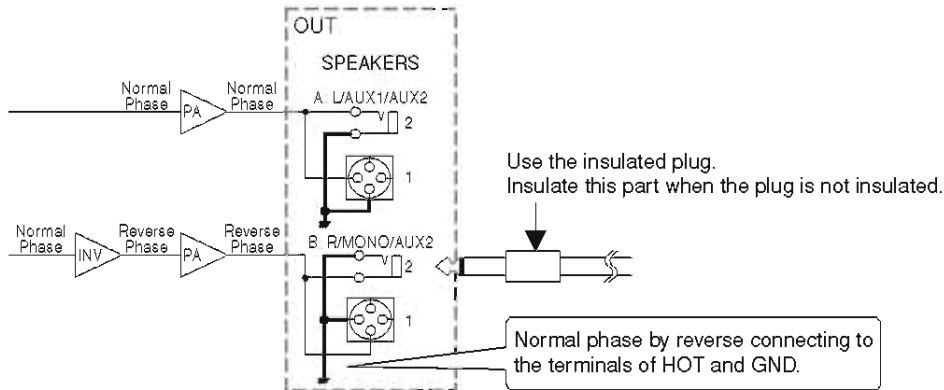 OUT
SPEAKERS
Normal
Phase
PA
Normal
Phase
A: L/AUX1/AUX2
2
1
Use the insulated plug.
Insulate this part when the plug is not insulated.
Normal
Phase
INV
Reverse
Phase
PA
Reverse
Phase
B: R/MONO/AUX2
2
1
Normal phase by reverse connecting to
the terminals of HOT and GND.